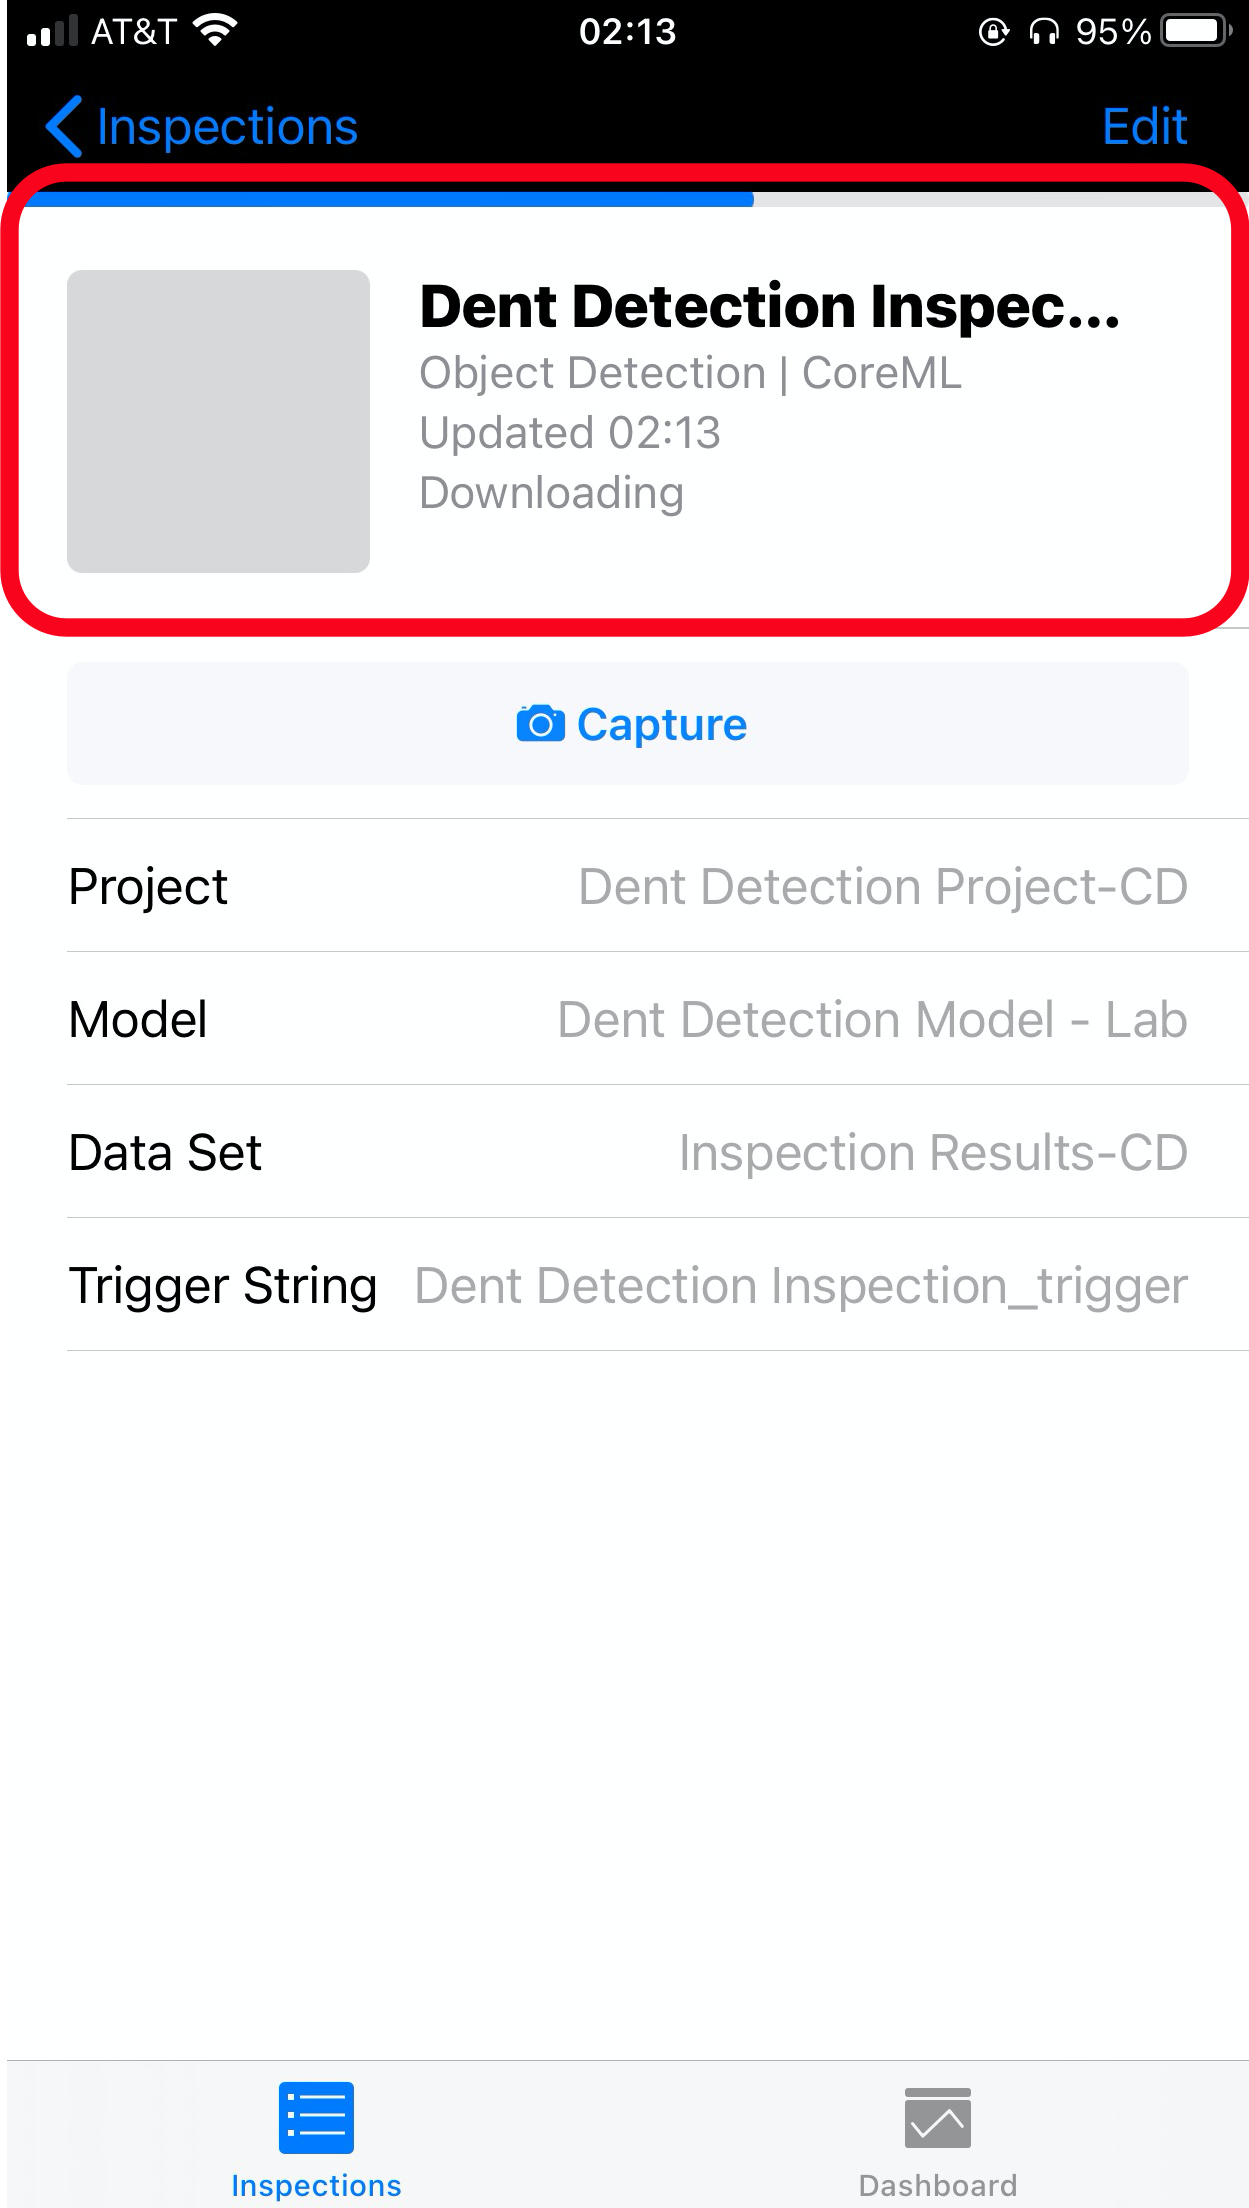 AT&T 02:13 95%
Inspections Edit
Dent Detection Inspec...
Object Detection | CoreML
Updated 02:13
Downloading
Capture
Project Dent Detection Project-CD
Model Dent Detection Model - Lab
Data Set Inspection Results-CD
Trigger String Dent Detection Inspection_trigger
Inspections Dashboard